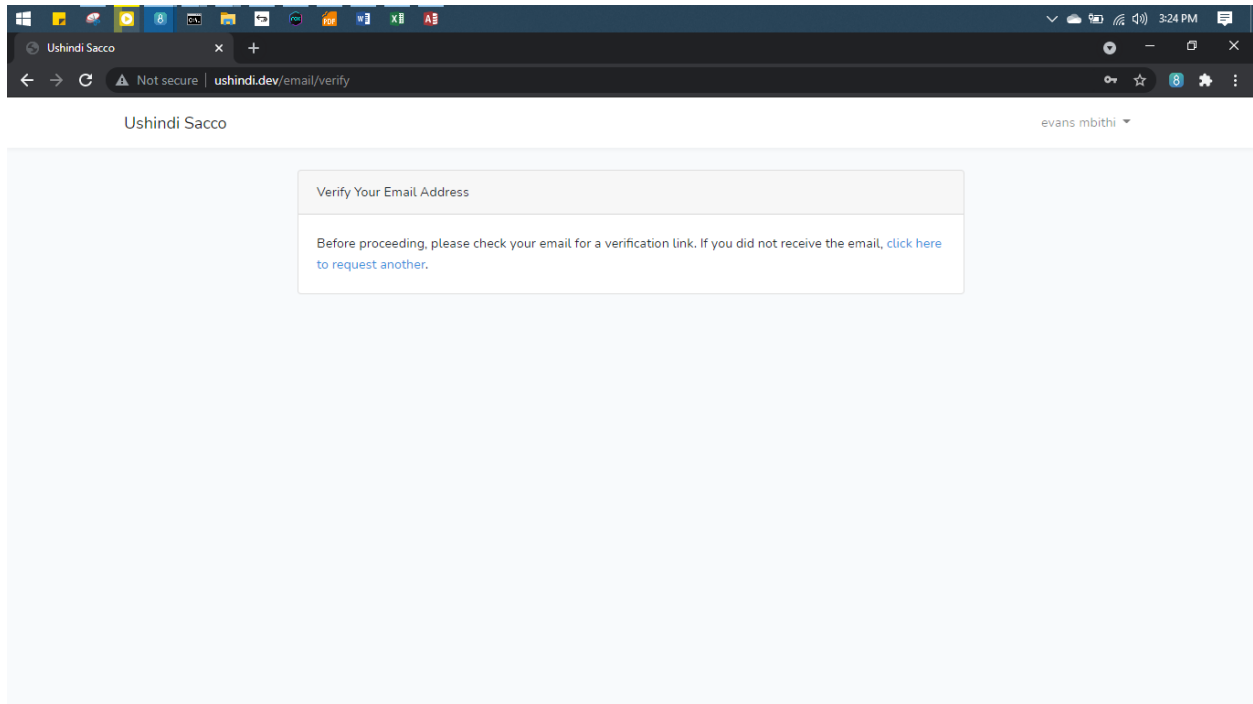 3:24 PM
Ushindi Sacco
Not secure | ushindi.dev/email/verify
8
Ushindi Sacco
evans mbithi
Verify Your Email Address
Before proceeding, please check your email for a verification link. If you did not receive the email, click here
to request another.